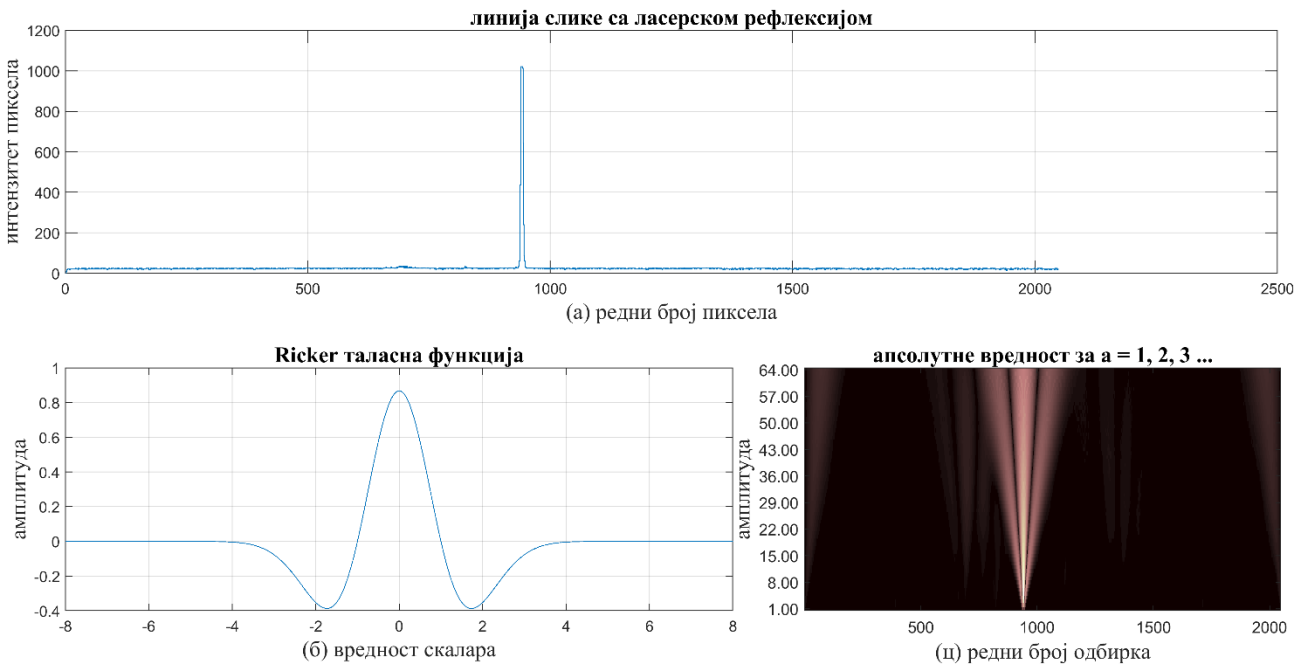 линија слике са ласерском рефлексијом
интензитет пиксела
1200
1000
800
600
400
200
0
0 500 1000 1500 2000 2500
(а) редни број пиксела
Ricker таласна функција
амплитуда
1
0.8
0.6
0.4
0.2
0
-0.2
-0.4
-8 -6 -4 -2 0 2 4 6 8
(б) вредност скалара
апсолутне вредност за а = 1, 2, 3 ...
амплитуда
64.00
57.00
50.00
43.00
36.00
29.00
22.00
15.00
8.00
1.00
500 1000 1500 2000
(ц) редни број одбирка